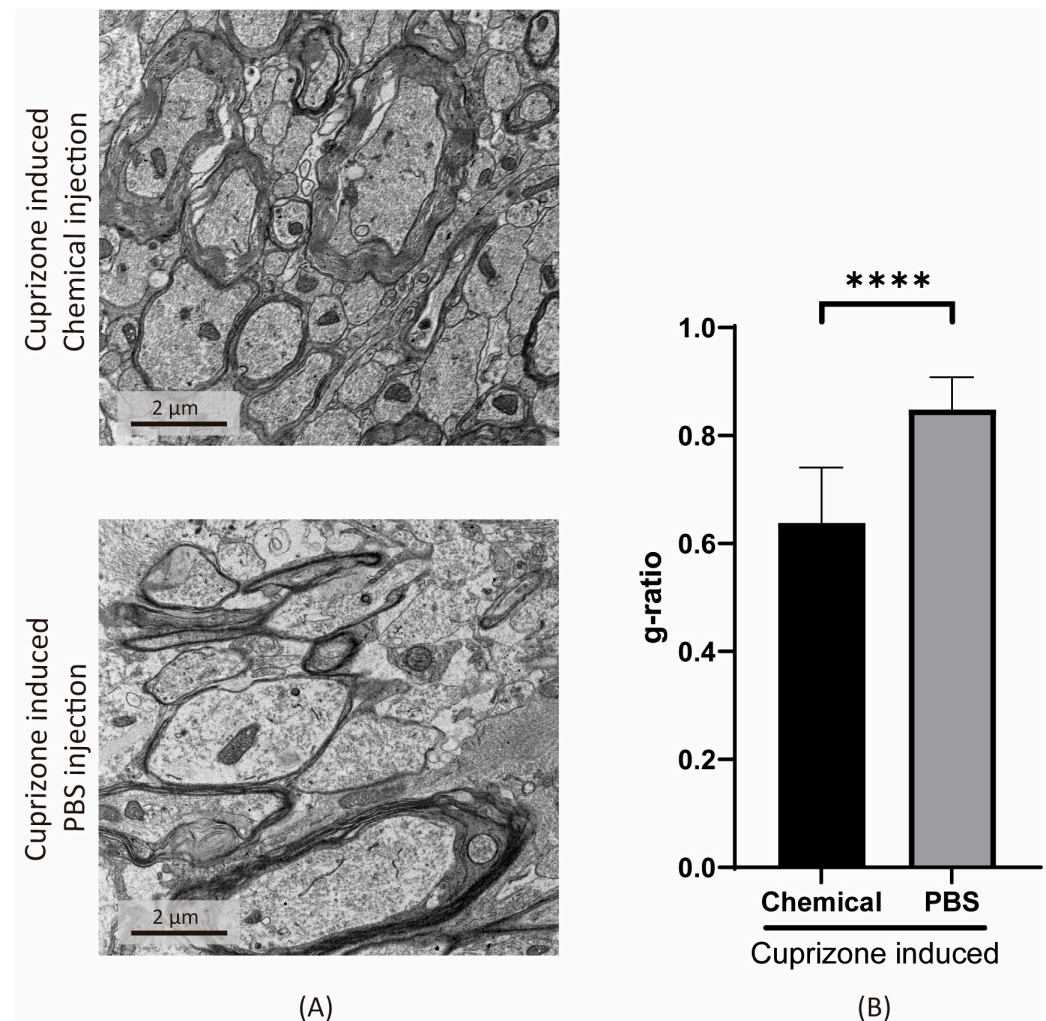 Cuprizone induced
Chemical injection
2 µm
Cuprizone induced
PBS injection
2 µm
(A)
****
1.0
0.8
0.6
0.4
0.2
0.0
g-ratio
Chemical PBS
Cuprizone induced
(B)